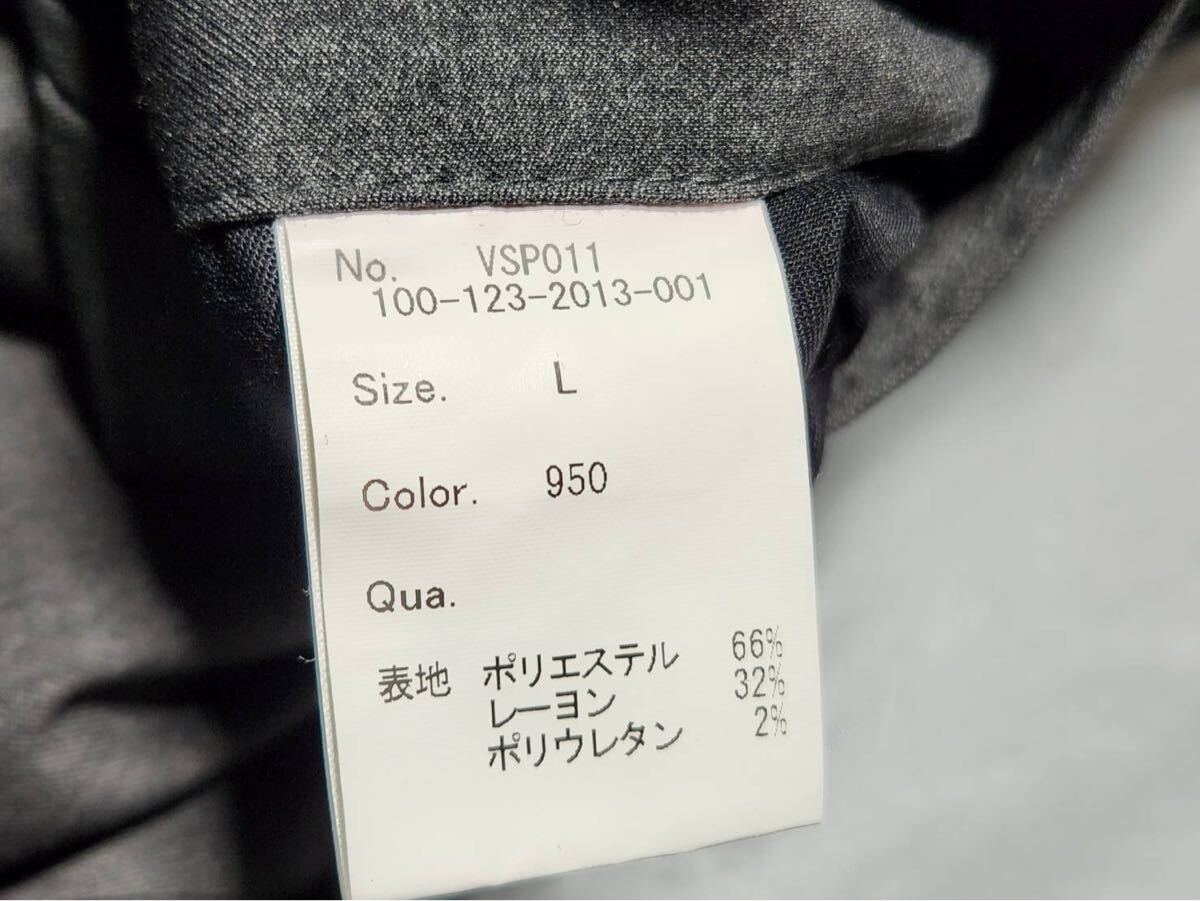 No. VSP011
100-123-2013-001
Size. L
Color. 950
Qua.
表地 ポリエステル 66%
レーヨン 32%
ポリウレタン 2%